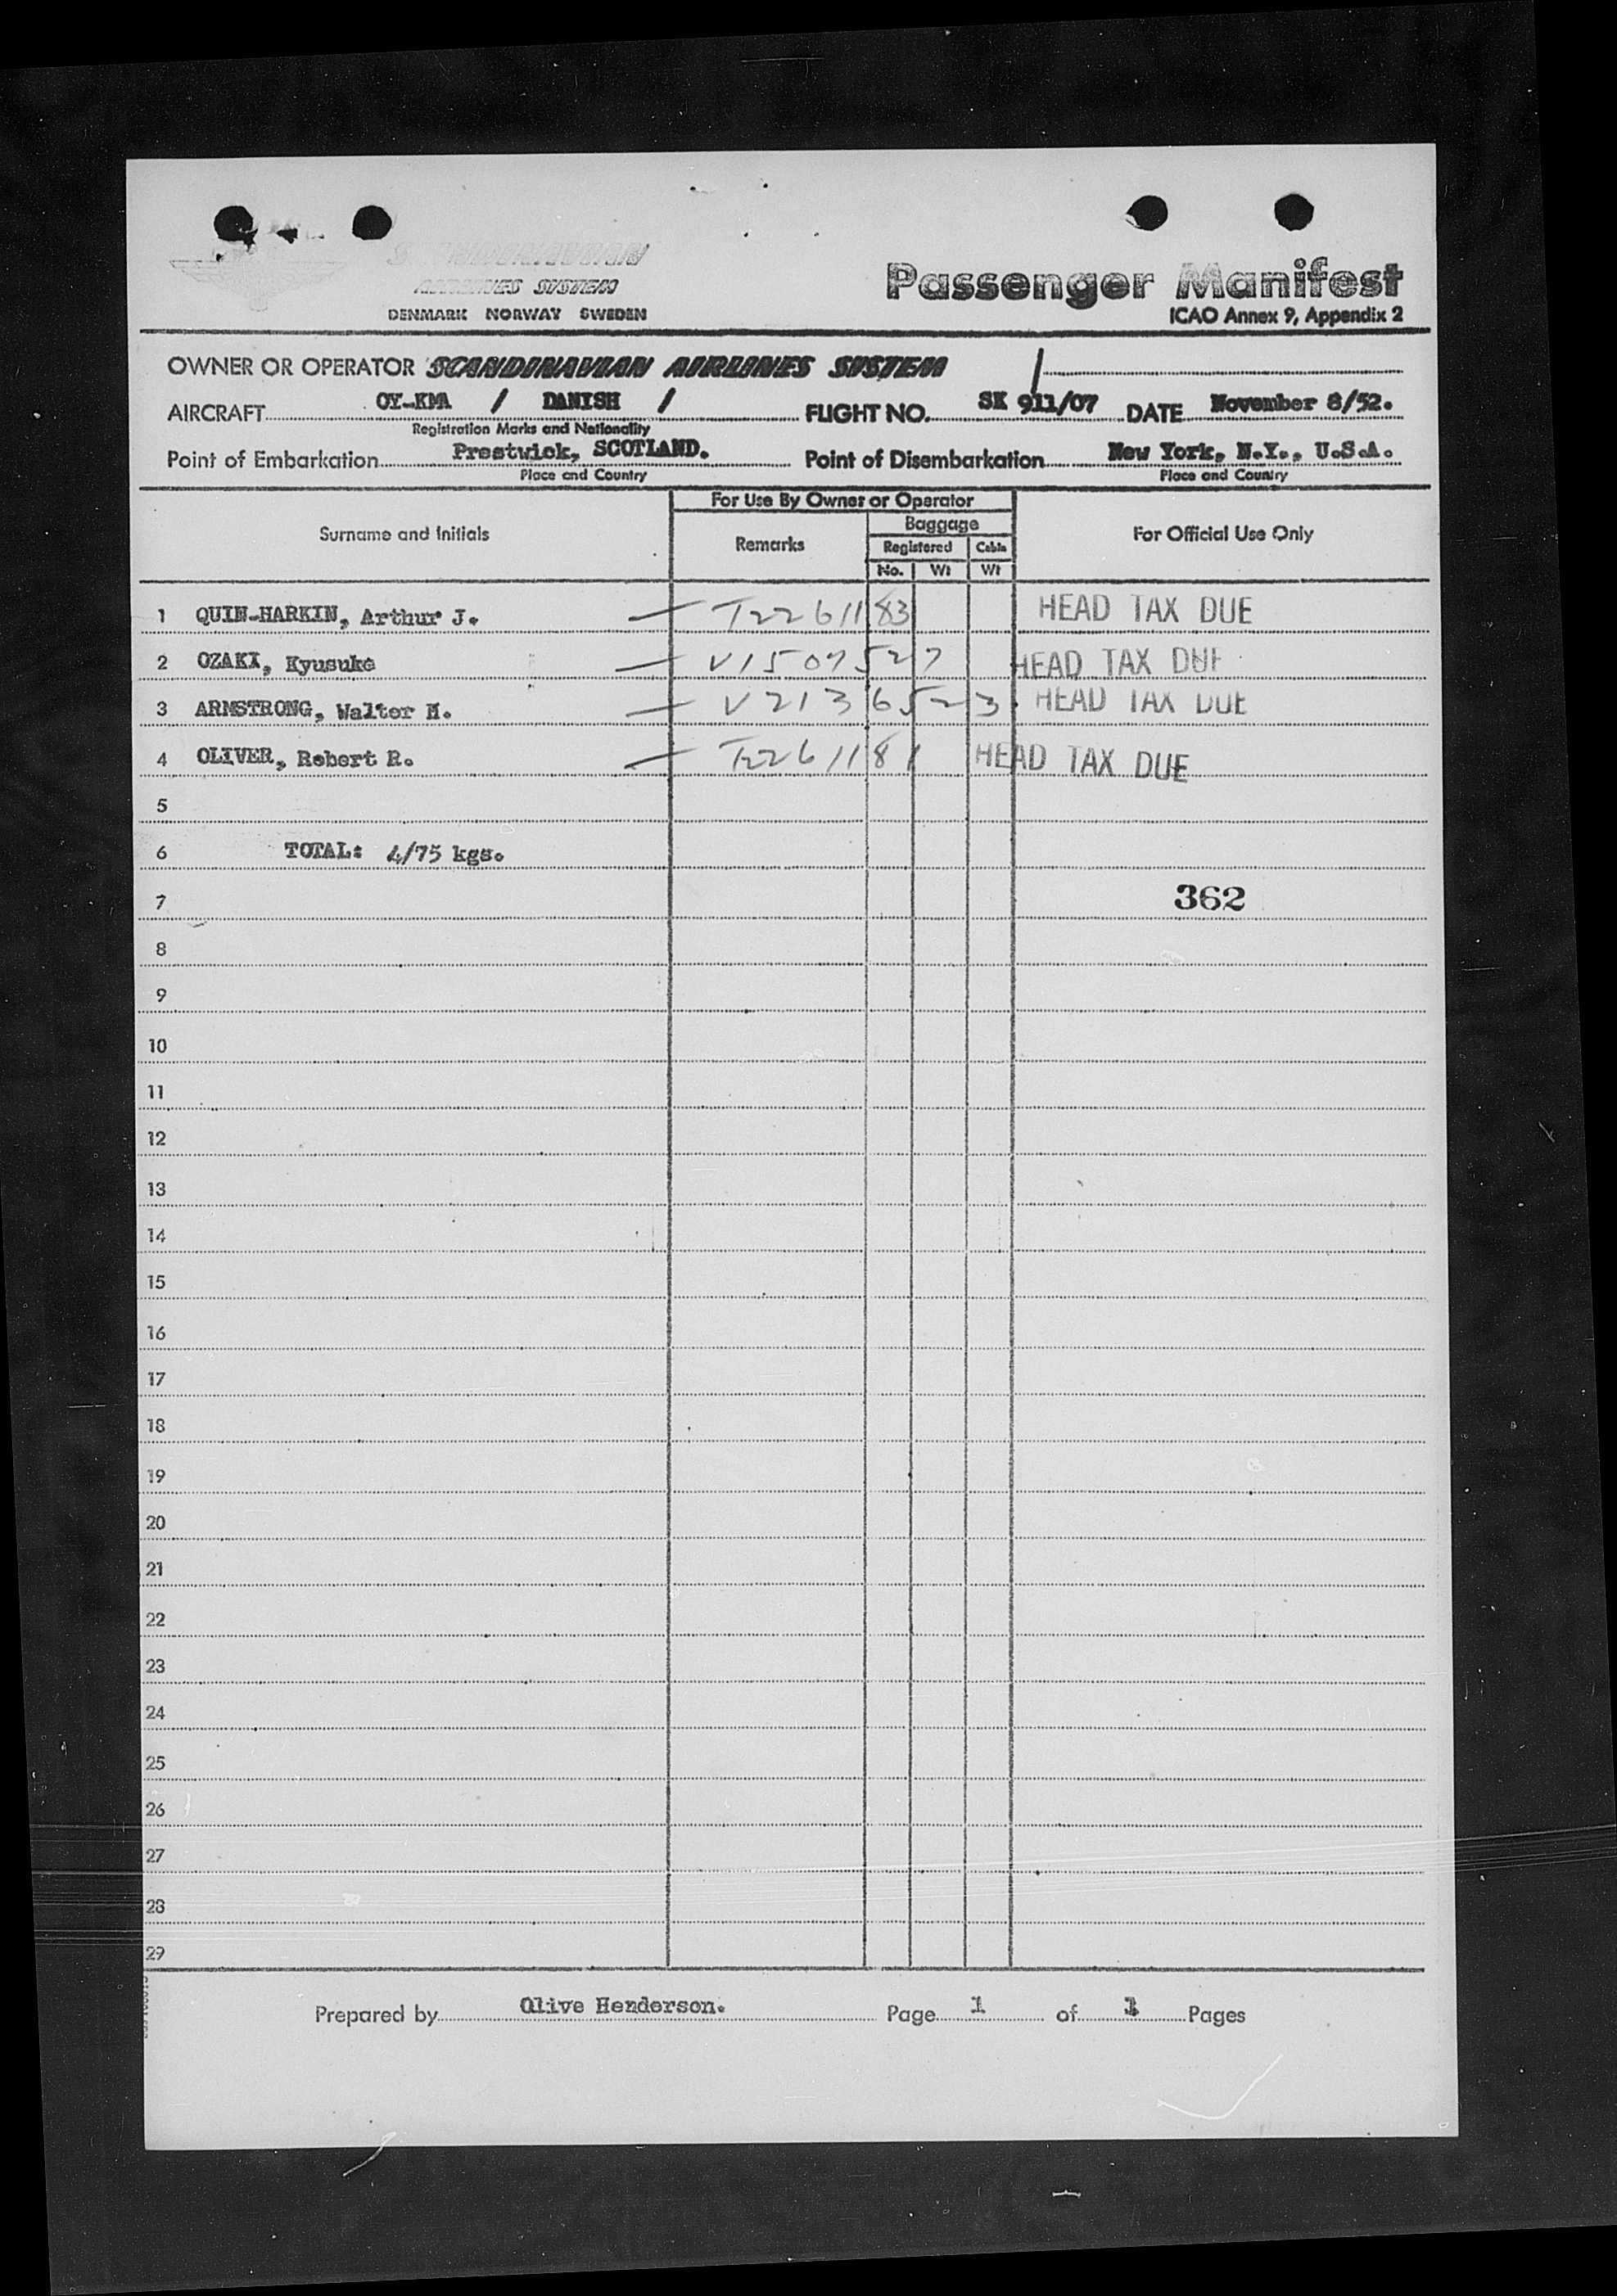 AIRLINES SYSTEM
DENMARK NORWAY SWEDEN
Passenger Manifest
ICAO Annex 9, Appendix 2
OWNER OR OPERATOR SCANDINAVIAN AIRLINES SYSTEM
AIRCRAFT OY-KMA / DANISH / FLIGHT NO. SK 911/07 DATE November 8/52.
Registration Marks and Nationality
Point of Embarkation Prestwick, SCOTLAND. Point of Disembarkation New York, N.Y., U.S.A.
Place and Country Place and Country
For Use By Owner or Operator
Surname and Initials Remarks Baggage For Official Use Only
Registered Cabin
No. Wt Wt
1 QUIN-HARKIN, Arthur J. — T2261183 HEAD TAX DUE
2 OZAKI, Kyusuke — V1507527 HEAD TAX DUE
3 ARMSTRONG, Walter H. — V2136523 HEAD TAX DUE
4 OLIVER, Robert R. — T2261181 HEAD TAX DUE
5
6 TOTAL: 4/75 kgs.
7 362
8
9
10
11
12
13
14
15
16
17
18
19
20
21
22
23
24
25
26
27
28
29
Prepared by Olive Henderson. Page 1 of 1 Pages